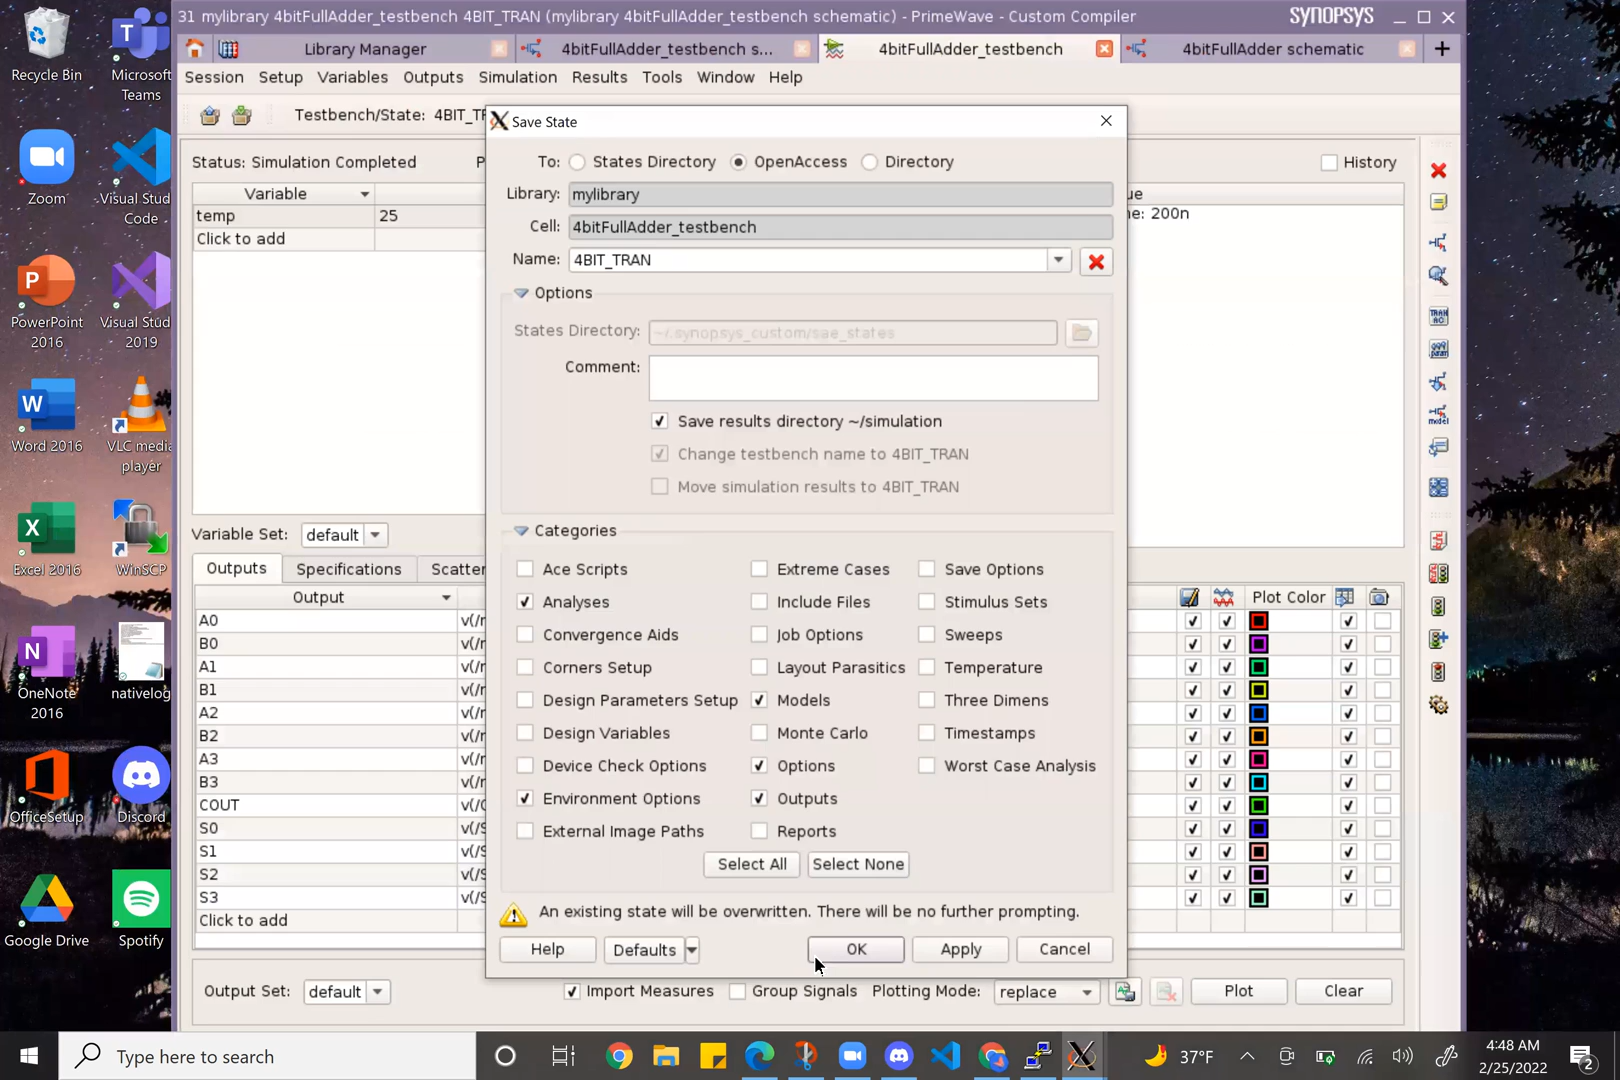 31 mylibrary 4bitFullAdder_testbench 4BIT_TRAN (mylibrary 4bitFullAdder_testbench schematic) - PrimeWave - Custom Compiler
SYNOPSYS
Library Manager
4bitFullAdder_testbench s...
4bitFullAdder_testbench
4bitFullAdder schematic
Session Setup Variables Outputs Simulation Results Tools Window Help
Testbench/State: 4BIT_TR
Status: Simulation Completed
History
Variable
temp 25
Click to add
ue
ne: 200n
Variable Set: default
Outputs Specifications Scatter
Output
Plot Color
A0 v(/r
B0 v(/r
A1 v(/r
B1 v(/r
A2 v(/r
B2 v(/r
A3 v(/r
B3 v(/r
COUT v(/C
S0 v(/S
S1 v(/S
S2 v(/S
S3 v(/S
Click to add
Output Set: default
Import Measures Group Signals Plotting Mode: replace Plot Clear
Save State
To: States Directory OpenAccess Directory
Library: mylibrary
Cell: 4bitFullAdder_testbench
Name: 4BIT_TRAN
Options
States Directory: ~/.synopsys_custom/sae_states
Comment:
Save results directory ~/simulation
Change testbench name to 4BIT_TRAN
Move simulation results to 4BIT_TRAN
Categories
Ace Scripts Extreme Cases Save Options
Analyses Include Files Stimulus Sets
Convergence Aids Job Options Sweeps
Corners Setup Layout Parasitics Temperature
Design Parameters Setup Models Three Dimens
Design Variables Monte Carlo Timestamps
Device Check Options Options Worst Case Analysis
Environment Options Outputs
External Image Paths Reports
Select All Select None
An existing state will be overwritten. There will be no further prompting.
Help Defaults OK Apply Cancel
Recycle Bin
Microsoft Teams
Zoom
Visual Stud Code
PowerPoint 2016
Visual Stud 2019
Word 2016
VLC media player
Excel 2016
WinSCP
OneNote 2016
nativelog
OfficeSetup
Discord
Google Drive
Spotify
Type here to search
37°F
4:48 AM
2/25/2022
2